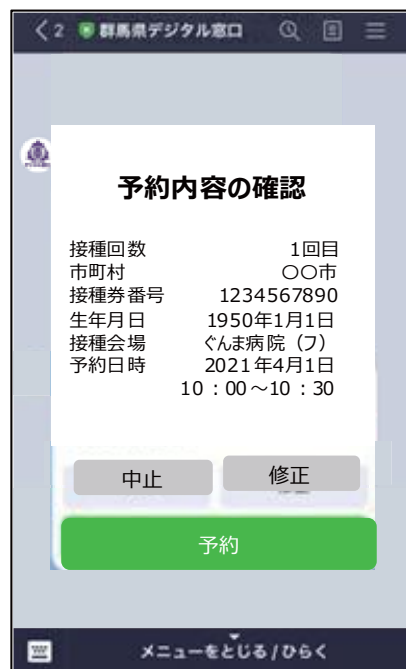 2 群馬県デジタル窓口
予約内容の確認
接種回数 1回目
市町村 〇〇市
接種券番号 1234567890
生年月日 1950年1月1日
接種会場 ぐんま病院（フ）
予約日時 2021年4月1日
10：00～10：30
中止 修正
予約
メニューをとじる/ひらく